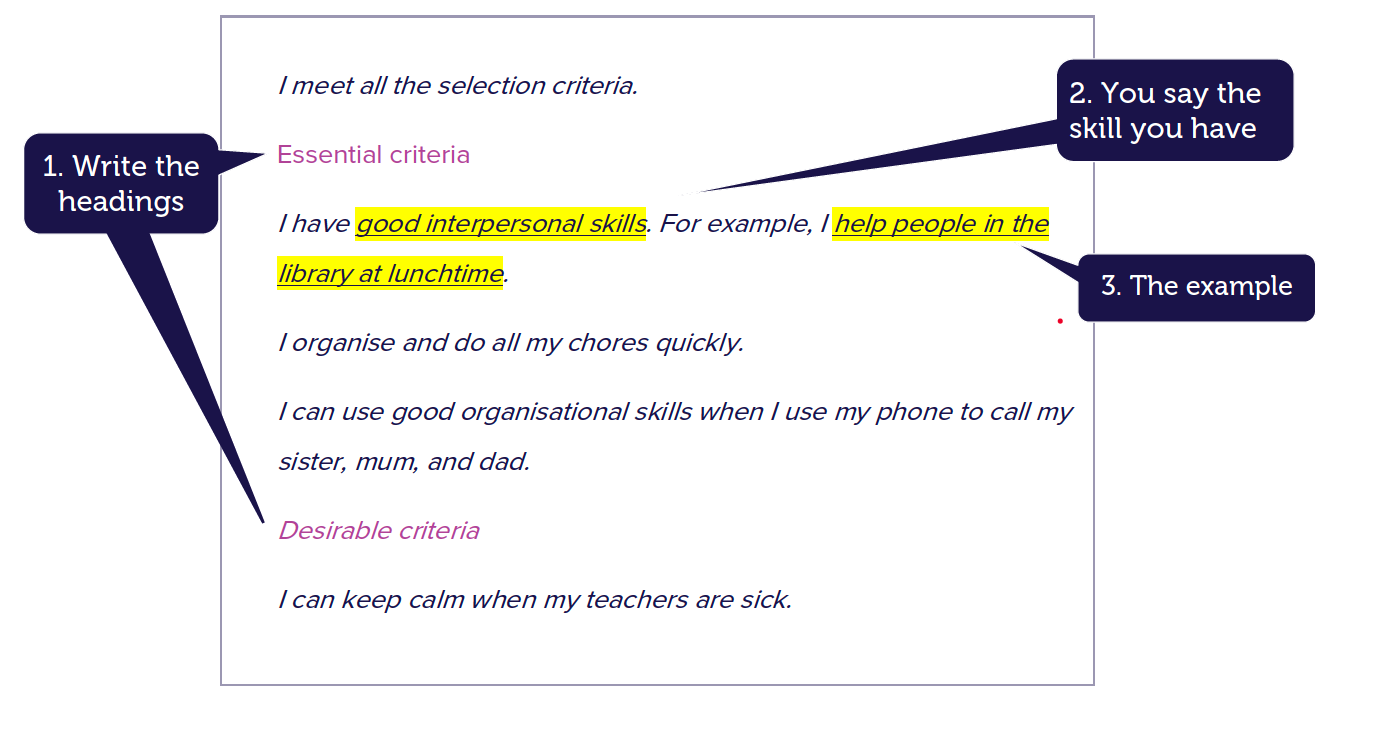 I meet all the selection criteria.
2. You say the
skill you have
1. Write the
headings
Essential criteria
I have good interpersonal skills. For example, I help people in the
library at lunchtime.
3. The example
I organise and do all my chores quickly.
I can use good organisational skills when I use my phone to call my
sister, mum, and dad.
Desirable criteria
I can keep calm when my teachers are sick.